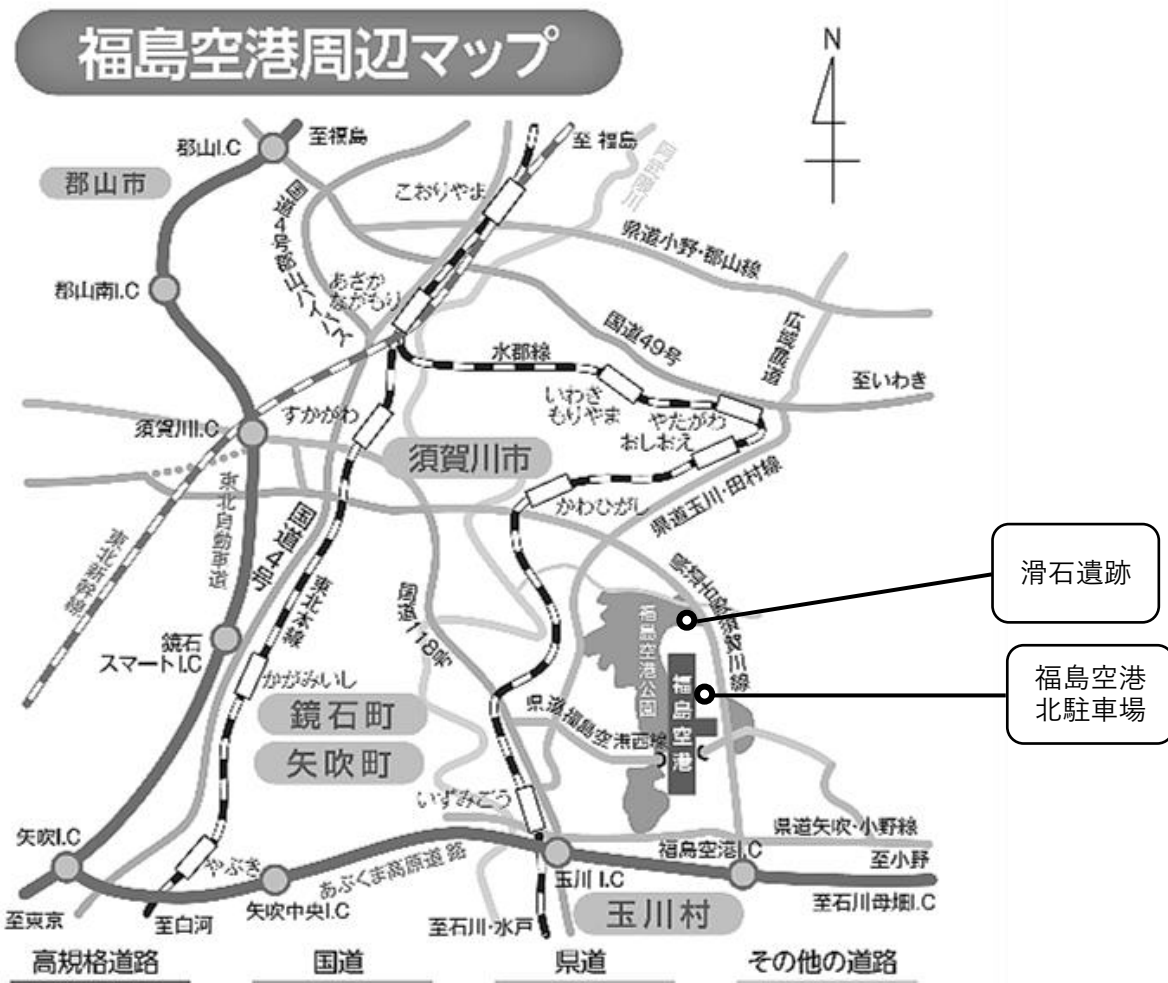 福島空港周辺マップ
N
郡山I.C
至福島
至 福島
阿武隈川
郡山市
こおりやま
国道4号線あさか山バイパス
県道小野・郡山線
郡山南I.C
あさか
ながもり
国道49号
広域農道
水郡線
至いわき
いわき
もりやま
やたがわ
須賀川I.C
すかがわ
おしおえ
須賀川市
かわひがし
県道玉川・田村線
東北自動車道
国道4号
東北新幹線
東北本線
国道118号
県道古殿須賀川線
滑石遺跡
福島空港公園
鏡石
スマートI.C
かがみいし
福島空港
福島空港
北駐車場
鏡石町
県道福島空港西線
矢吹町
いずみごう
矢吹I.C
県道矢吹・小野線
やぶき
あぶくま高原道路
福島空港I.C
至小野
玉川 I.C
至東京
至白河
矢吹中央I.C
至石川・水戸
玉川村
至石川母畑I.C
高規格道路
国道
県道
その他の道路